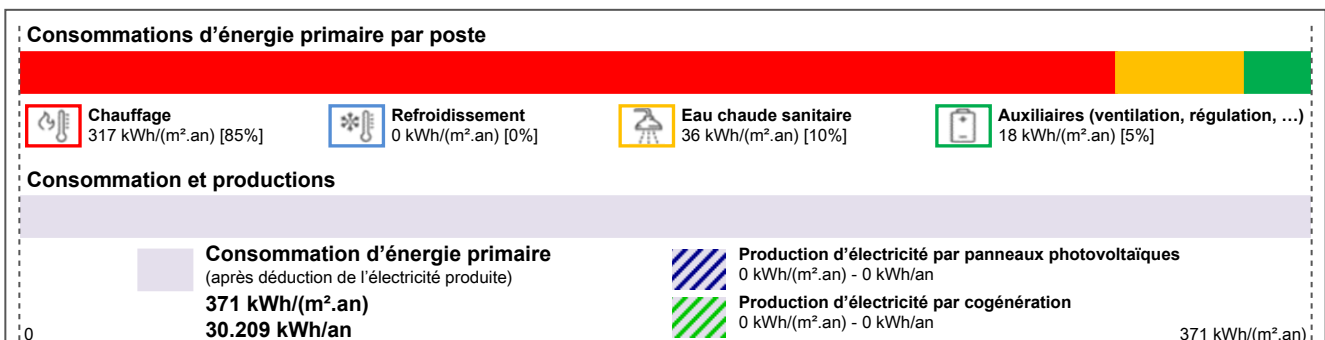 Consommations d'énergie primaire par poste
Chauffage
317 kWh/(m².an) [85%]
Refroidissement
0 kWh/(m².an) [0%]
Eau chaude sanitaire
36 kWh/(m².an) [10%]
Auxiliaires (ventilation, régulation, …)
18 kWh/(m².an) [5%]
Consommation et productions
Consommation d'énergie primaire
(après déduction de l'électricité produite)
371 kWh/(m².an)
30.209 kWh/an
Production d'électricité par panneaux photovoltaïques
0 kWh/(m².an) - 0 kWh/an
Production d'électricité par cogénération
0 kWh/(m².an) - 0 kWh/an
0
371 kWh/(m².an)